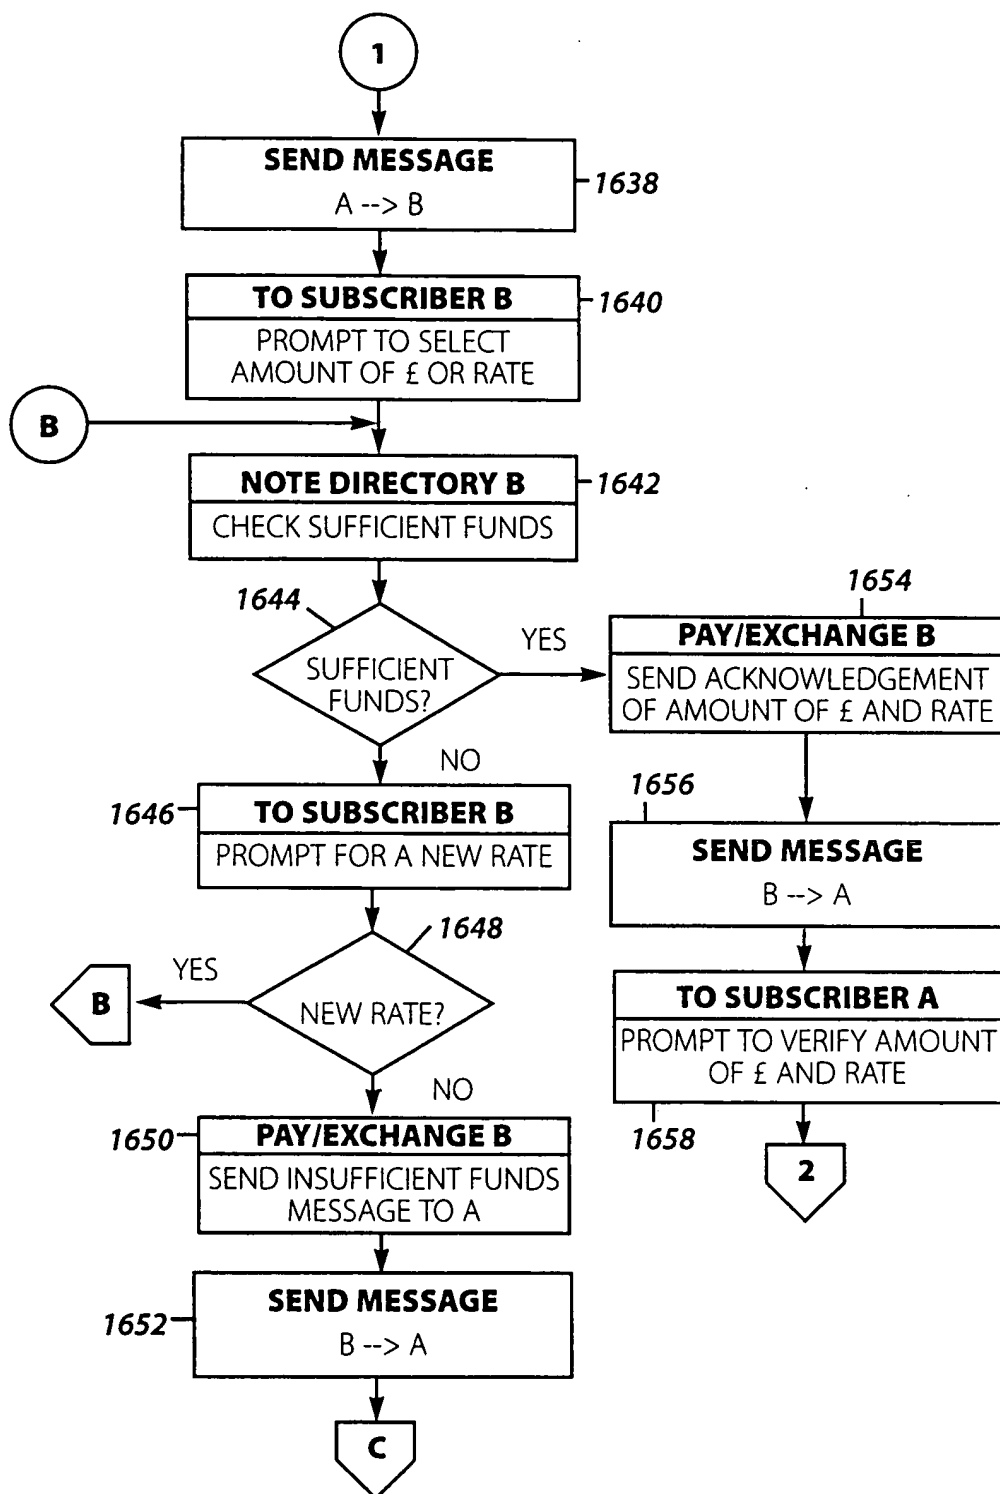 1
SEND MESSAGE
A --> B
1638
TO SUBSCRIBER B
1640
PROMPT TO SELECT
AMOUNT OF £ OR RATE
B
NOTE DIRECTORY B
1642
CHECK SUFFICIENT FUNDS
1644
SUFFICIENT
FUNDS?
YES
NO
1646
TO SUBSCRIBER B
PROMPT FOR A NEW RATE
1648
NEW RATE?
YES
B
NO
1650
PAY/EXCHANGE B
SEND INSUFFICIENT FUNDS
MESSAGE TO A
1652
SEND MESSAGE
B --> A
C
1654
PAY/EXCHANGE B
SEND ACKNOWLEDGEMENT
OF AMOUNT OF £ AND RATE
1656
SEND MESSAGE
B --> A
TO SUBSCRIBER A
PROMPT TO VERIFY AMOUNT
OF £ AND RATE
1658
2